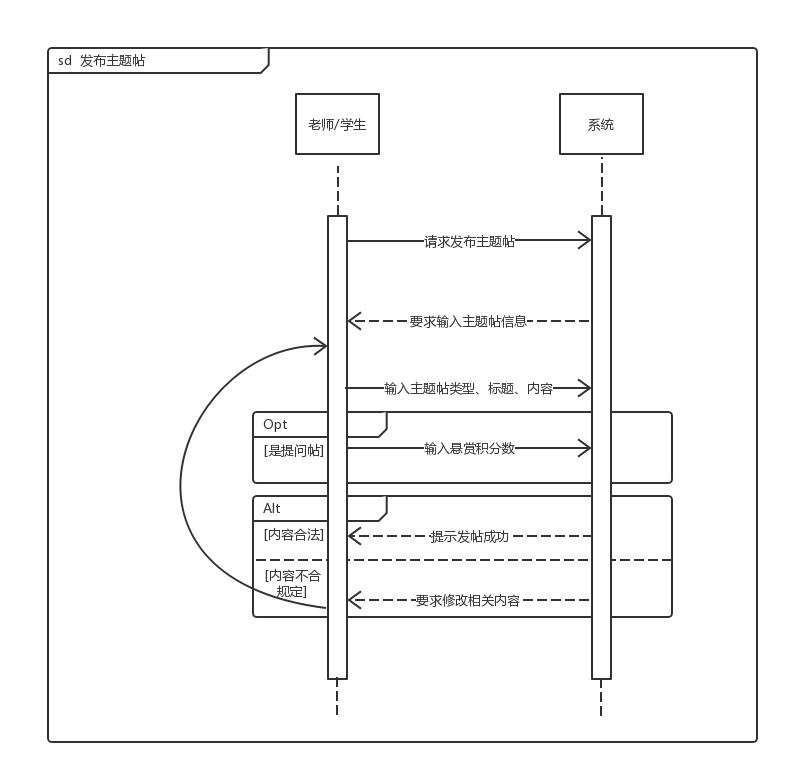 sd 发布主题帖
老师/学生
系统
请求发布主题帖
要求输入主题帖信息
输入主题帖类型、标题、内容
Opt
[是提问帖]
输入悬赏积分数
Alt
[内容合法]
提示发帖成功
[内容不合
规定]
要求修改相关内容